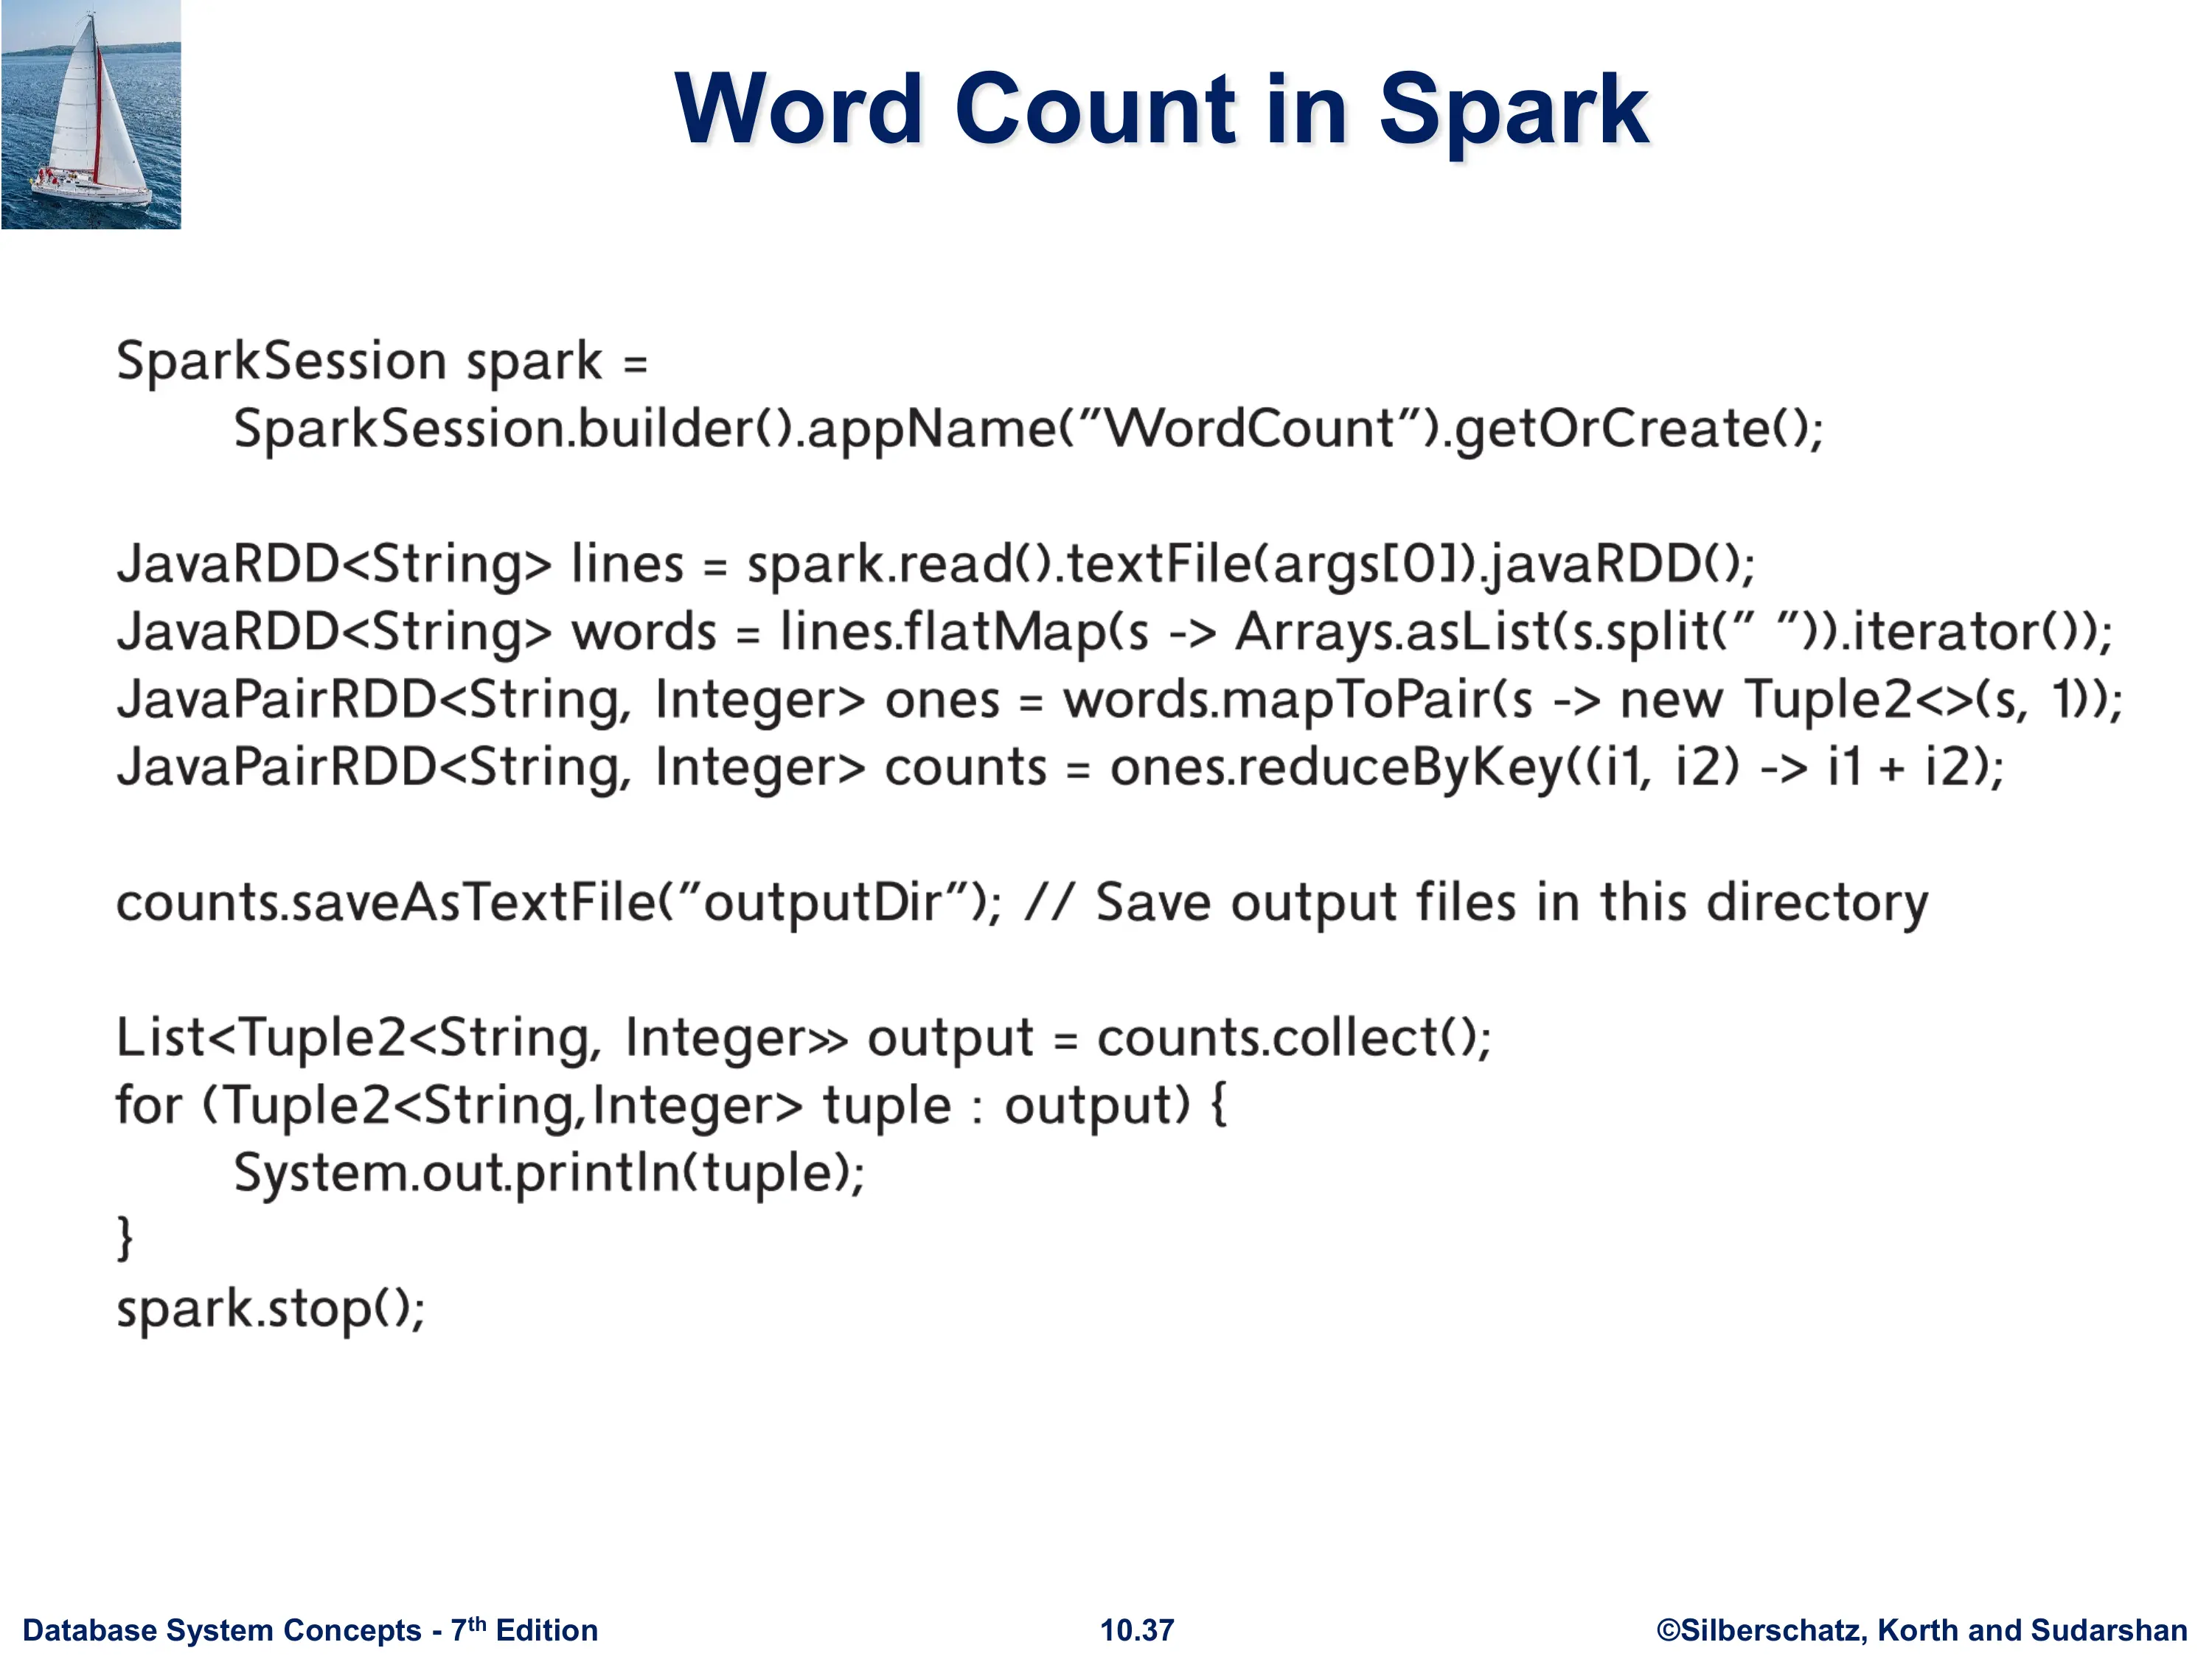 Word Count in Spark
SparkSession spark =
SparkSession.builder().appName("WordCount").getOrCreate();
JavaRDD<String> lines = spark.read().textFile(args[0]).javaRDD();
JavaRDD<String> words = lines.flatMap(s -> Arrays.asList(s.split(" ")).iterator());
JavaPairRDD<String, Integer> ones = words.mapToPair(s -> new Tuple2<>(s, 1));
JavaPairRDD<String, Integer> counts = ones.reduceByKey((i1, i2) -> i1 + i2);
counts.saveAsTextFile("outputDir"); // Save output files in this directory
List<Tuple2<String, Integer>> output = counts.collect();
for (Tuple2<String,Integer> tuple : output) {
System.out.println(tuple);
}
spark.stop();
Database System Concepts - 7th Edition 10.37 ©Silberschatz, Korth and Sudarshan